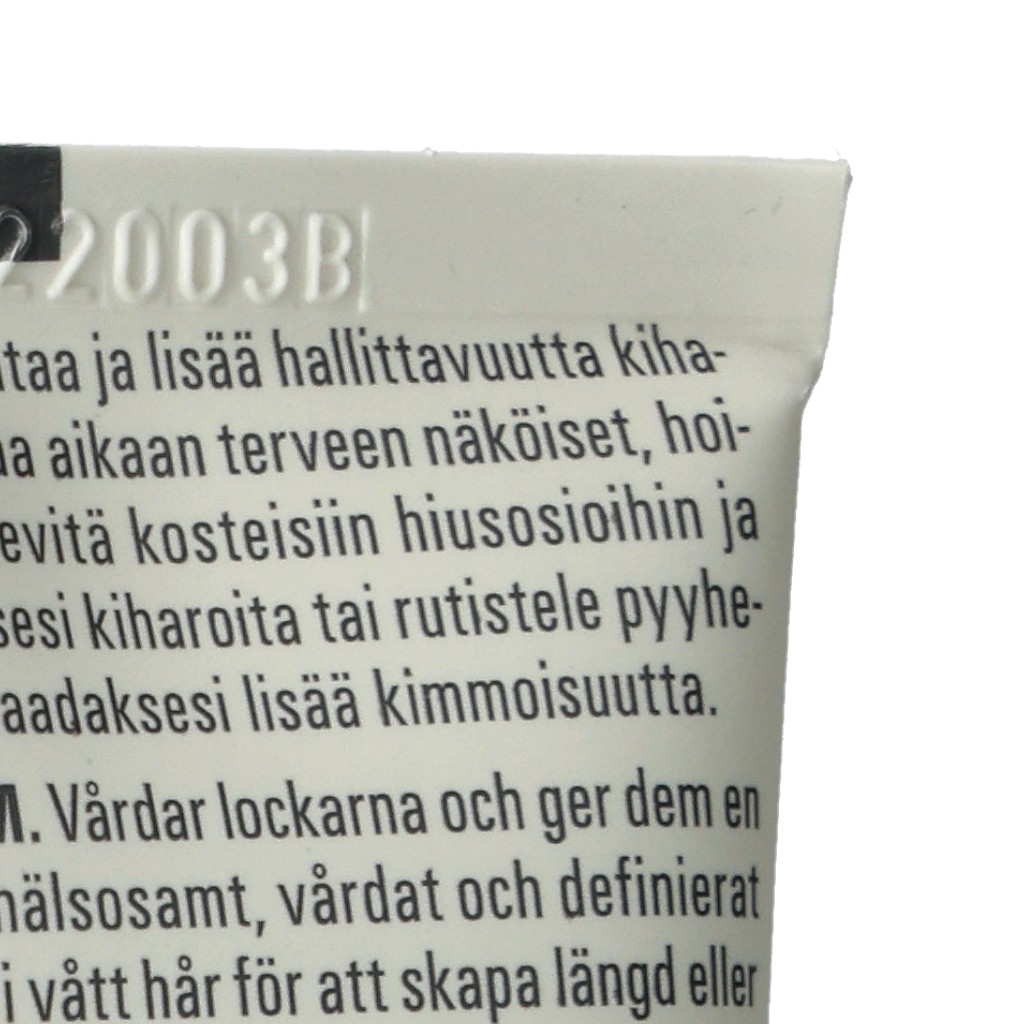 22003B
taa ja lisää hallittavuutta kiha-
aikaan terveen näköiset, hoi-
evitä kosteisiin hiusosioihin ja
sesi kiharoita tai rutistele pyyhe-
aadaksesi lisää kimmoisuutta.
M. Vårdar lockarna och ger dem en
hälsosamt, vårdat och definierat
i vått hår för att skapa längd eller